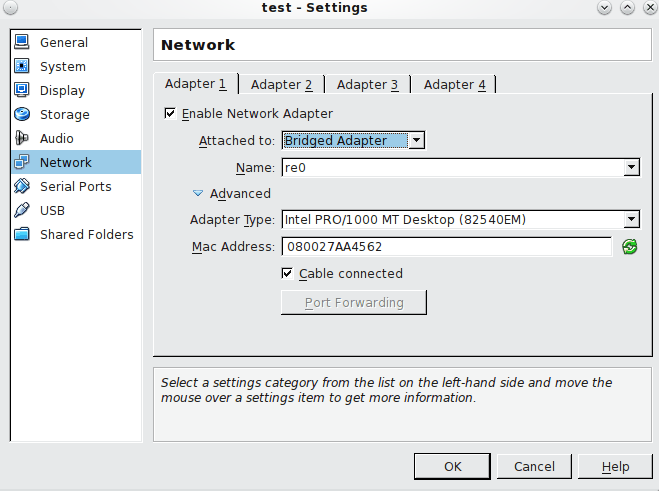 test - Settings
General
System
Display
Storage
Audio
Network
Serial Ports
USB
Shared Folders
Network
Adapter 1 Adapter 2 Adapter 3 Adapter 4
Enable Network Adapter
Attached to: Bridged Adapter
Name: re0
Advanced
Adapter Type: Intel PRO/1000 MT Desktop (82540EM)
Mac Address: 080027AA4562
Cable connected
Port Forwarding
Select a settings category from the list on the left-hand side and move the
mouse over a settings item to get more information.
OK Cancel Help